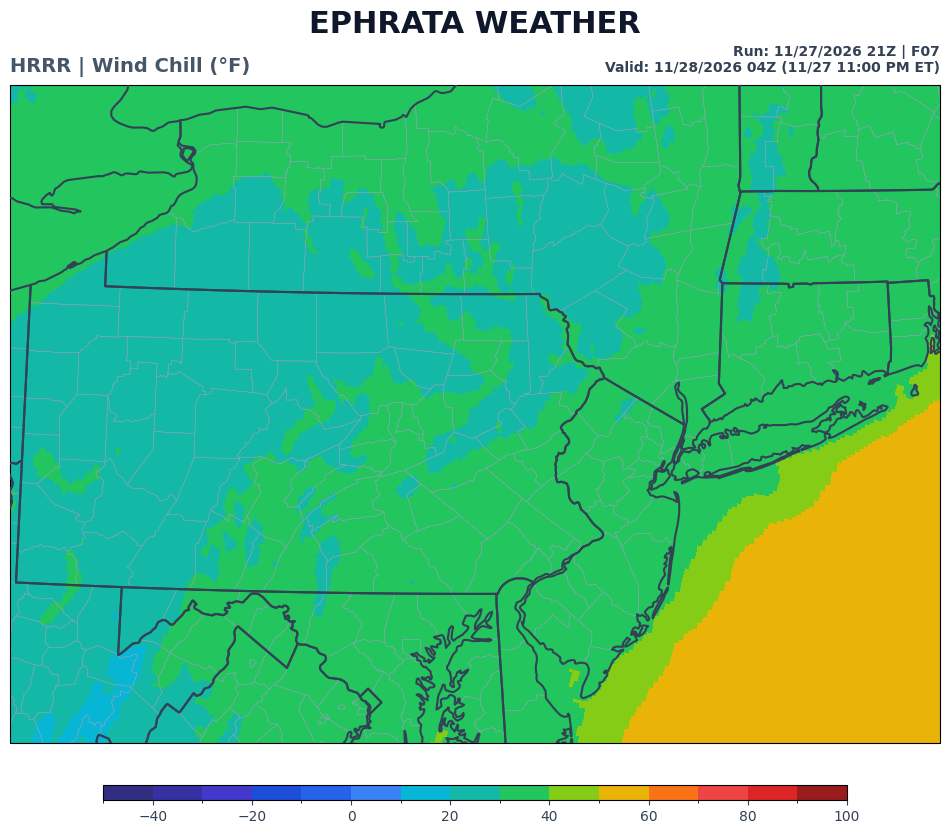 EPHRATA WEATHER
HRRR | Wind Chill (°F)
Run: 11/27/2026 21Z | F07
Valid: 11/28/2026 04Z (11/27 11:00 PM ET)
−40 −20 0 20 40 60 80 100